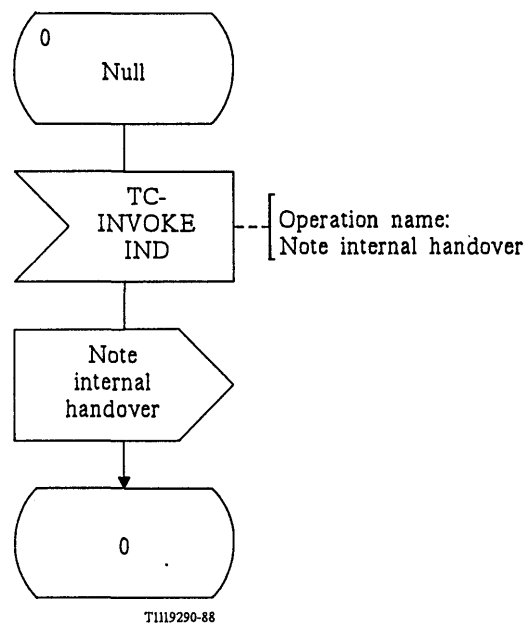 0
Null
TC-
INVOKE
IND
Operation name:
Note internal handover
Note
internal
handover
0
T1119290-88